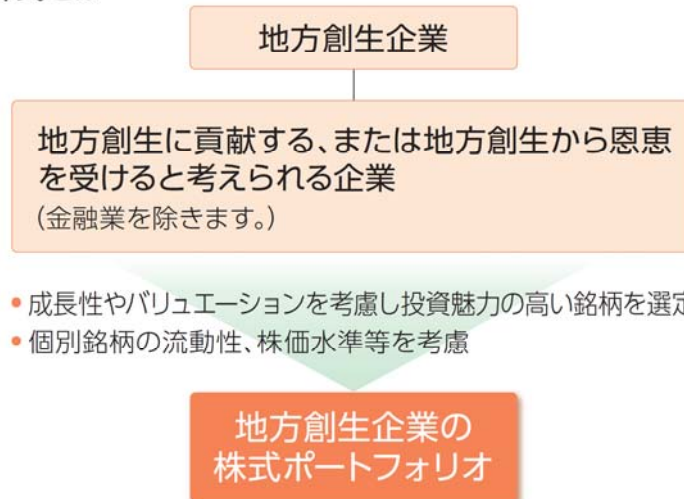 地方創生企業
地方創生に貢献する、または地方創生から恩恵
を受けると考えられる企業
(金融業を除きます。)
• 成長性やバリュエーションを考慮し投資魅力の高い銘柄を選定
• 個別銘柄の流動性、株価水準等を考慮
地方創生企業の
株式ポートフォリオ